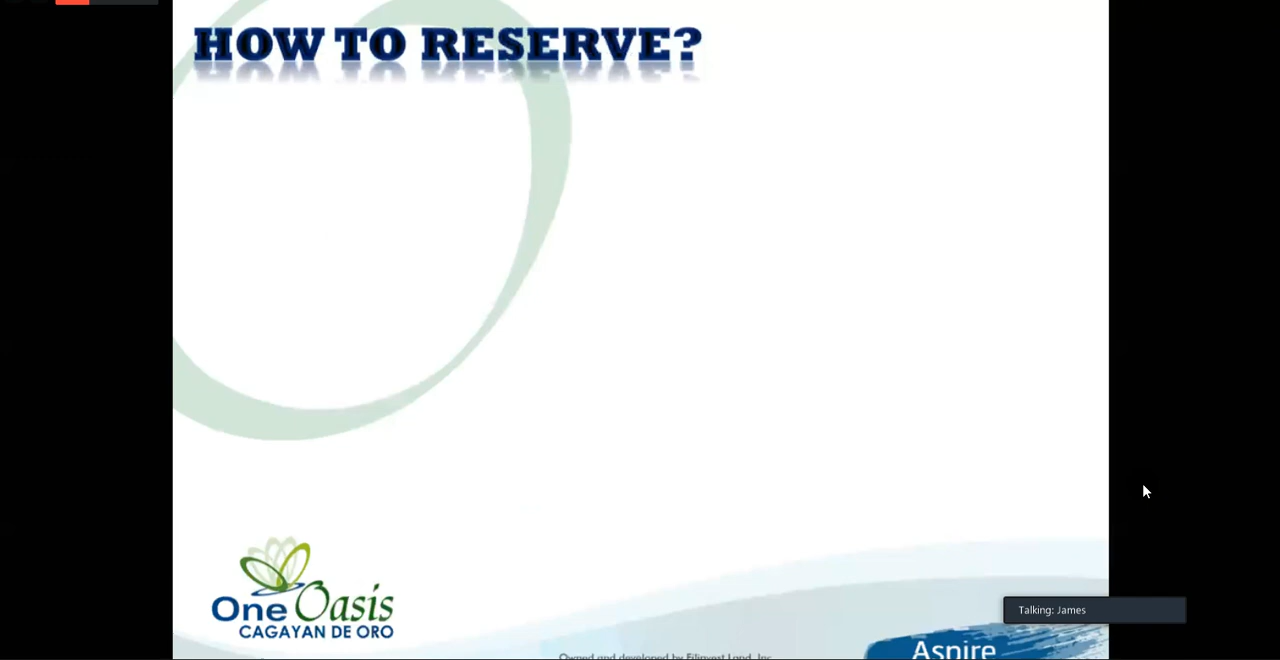 HOW TO RESERVE?
One Oasis
CAGAYAN DE ORO
Talking: James
Owned and developed by Filinvest Land, Inc.
Aspire